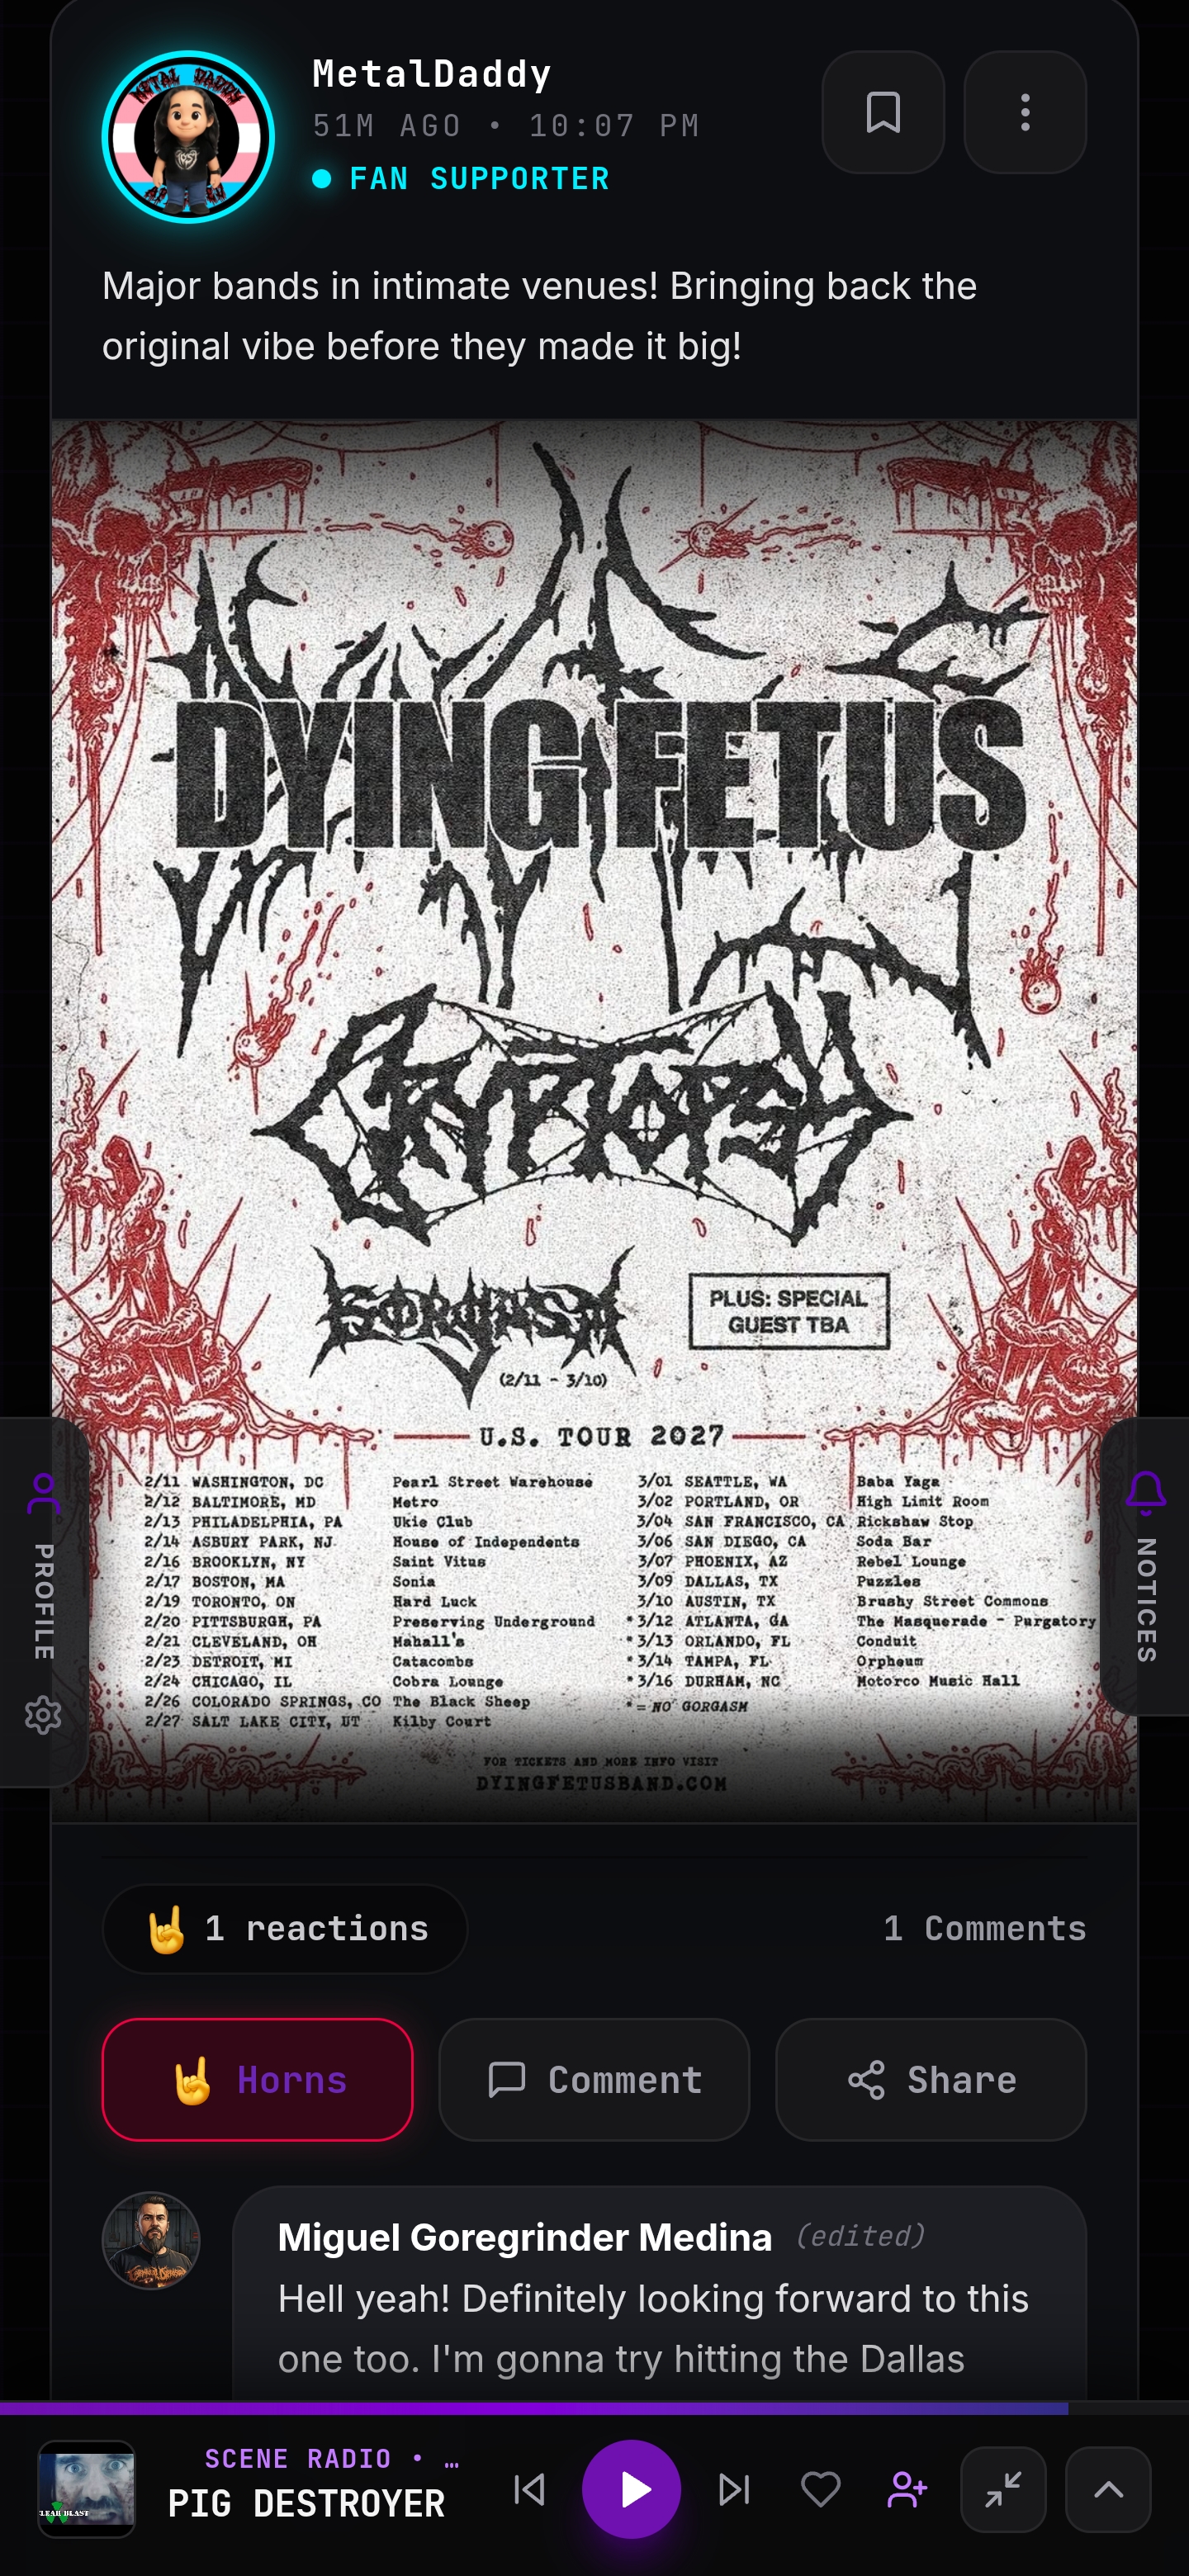 MetalDaddy
51M AGO • 10:07 PM
FAN SUPPORTER
Major bands in intimate venues! Bringing back the
original vibe before they made it big!
DYING FETUS
CRYPTOPSY
GORGASM
PLUS: SPECIAL
GUEST TBA
(2/11 - 3/10)
U.S. TOUR 2027
2/11 WASHINGTON, DC Pearl Street Warehouse
2/12 BALTIMORE, MD Metro
2/13 PHILADELPHIA, PA Ukie Club
2/14 ASBURY PARK, NJ House of Independents
2/16 BROOKLYN, NY Saint Vitus
2/17 BOSTON, MA Sonia
2/19 TORONTO, ON Hard Luck
2/20 PITTSBURGH, PA Preserving Underground
2/21 CLEVELAND, OH Mahall's
2/23 DETROIT, MI Catacombs
2/24 CHICAGO, IL Cobra Lounge
2/26 COLORADO SPRINGS, CO The Black Sheep
2/27 SALT LAKE CITY, UT Kilby Court
3/01 SEATTLE, WA Baba Yaga
3/02 PORTLAND, OR High Limit Room
3/04 SAN FRANCISCO, CA Rickshaw Stop
3/06 SAN DIEGO, CA Soda Bar
3/07 PHOENIX, AZ Rebel Lounge
3/09 DALLAS, TX Puzzles
3/10 AUSTIN, TX Brushy Street Commons
*3/12 ATLANTA, GA The Masquerade - Purgatory
*3/13 ORLANDO, FL Conduit
*3/14 TAMPA, FL Orpheum
*3/16 DURHAM, NC Motorco Music Hall
*=NO GORGASM
FOR TICKETS AND MORE INFO VISIT
DYINGFETUSBAND.COM
PROFILE
NOTICES
1 reactions
1 Comments
Horns
Comment
Share
Miguel Goregrinder Medina (edited)
Hell yeah! Definitely looking forward to this
one too. I'm gonna try hitting the Dallas
SCENE RADIO • …
PIG DESTROYER